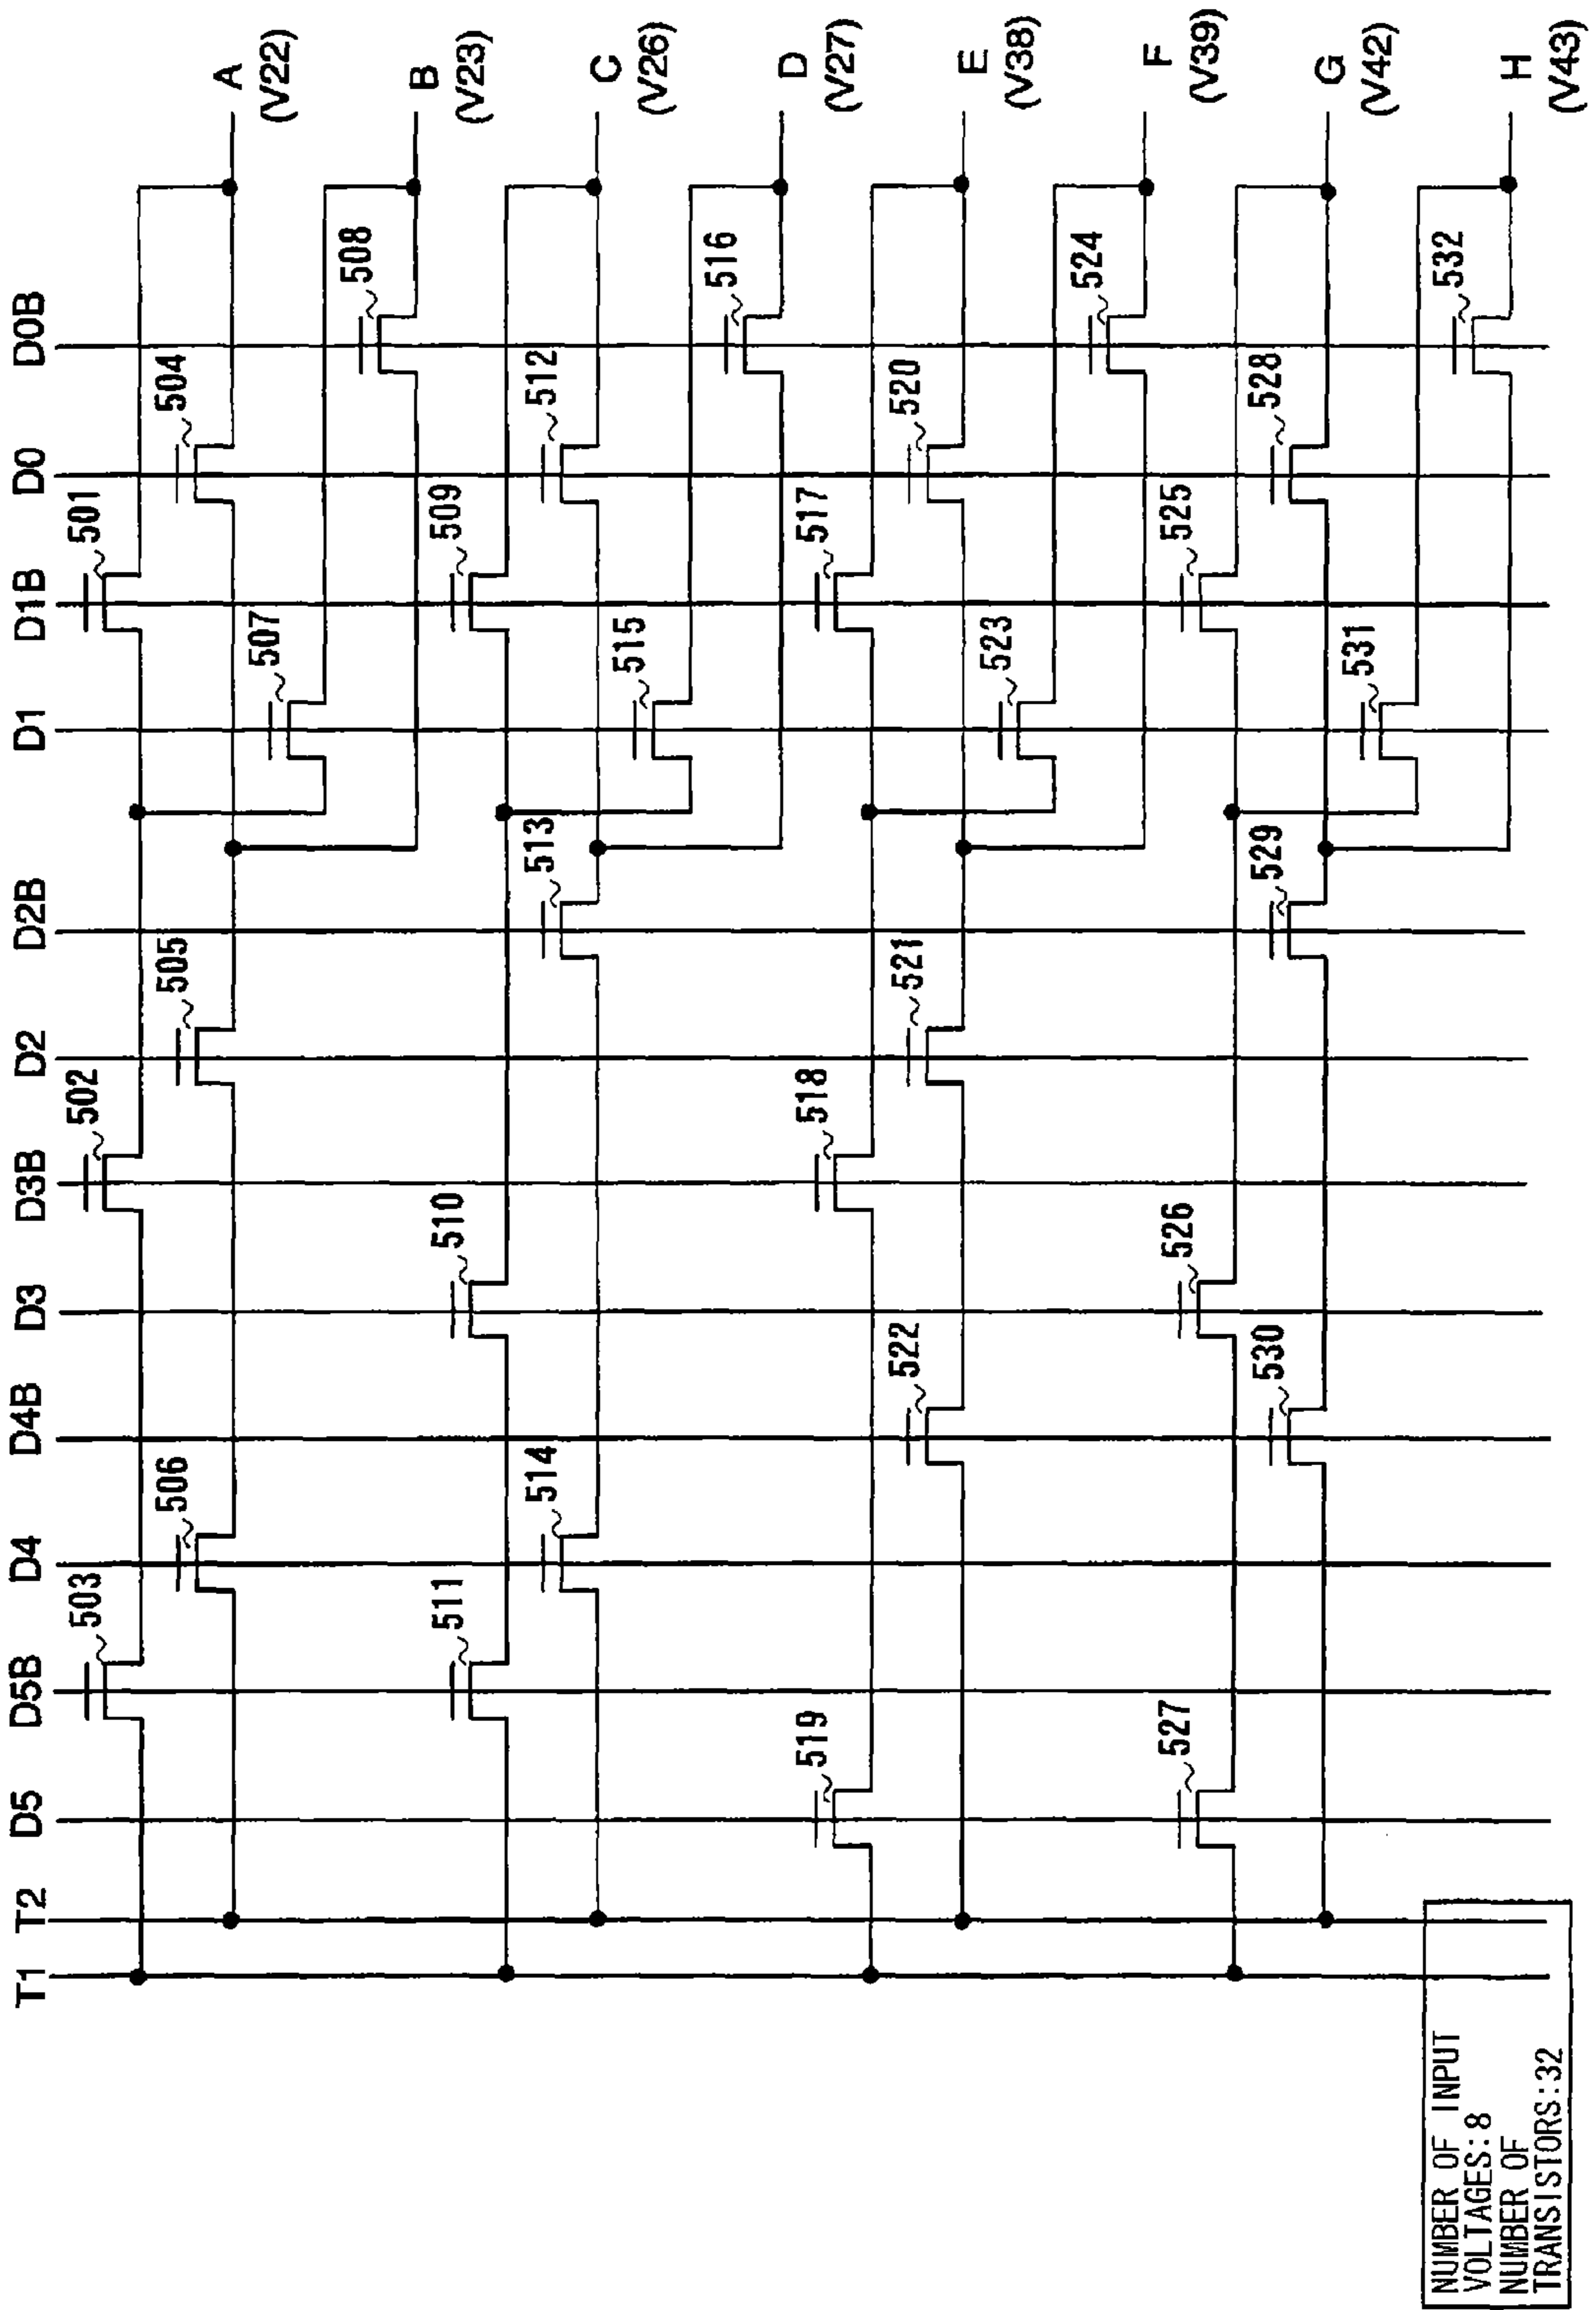 A
(V22)
B
(V23)
C
(V26)
D
(V27)
E
(V38)
F
(V39)
G
(V42)
H
(V43)
T1
T2
D5
D5B
D4
D4B
D3
D3B
D2
D2B
D1
D1B
D0
D0B
501
502
503
504
505
506
507
508
509
510
511
512
513
514
515
516
517
518
519
520
521
522
523
524
525
526
527
528
529
530
531
532
NUMBER OF INPUT
VOLTAGES:8
NUMBER OF
TRANSISTORS:32